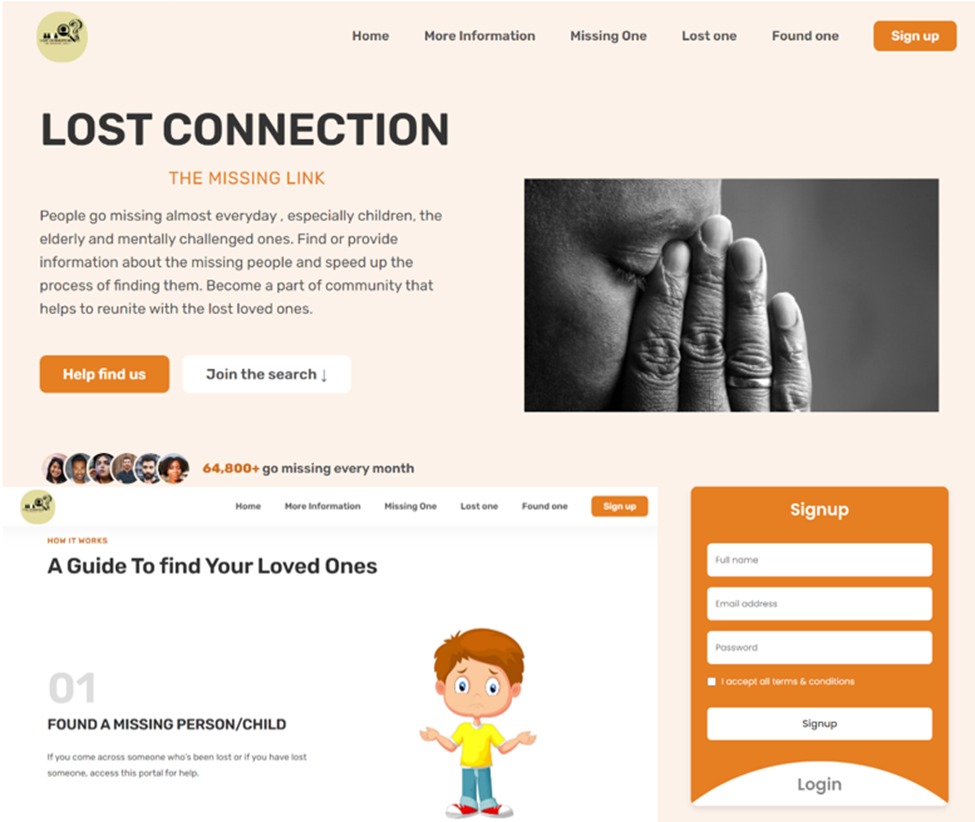 Home More Information Missing One Lost one Found one Sign up
LOST CONNECTION
THE MISSING LINK
People go missing almost everyday , especially children, the
elderly and mentally challenged ones. Find or provide
information about the missing people and speed up the
process of finding them. Become a part of community that
helps to reunite with the lost loved ones.
Help find us Join the search ↓
64,800+ go missing every month
Home More Information Missing One Lost one Found one Sign up
HOW IT WORKS
A Guide To find Your Loved Ones
01
FOUND A MISSING PERSON/CHILD
If you come across someone who's been lost or if you have lost
someone, access this portal for help.
Signup
Full name
Email address
Password
I accept all terms & conditions
Signup
Login